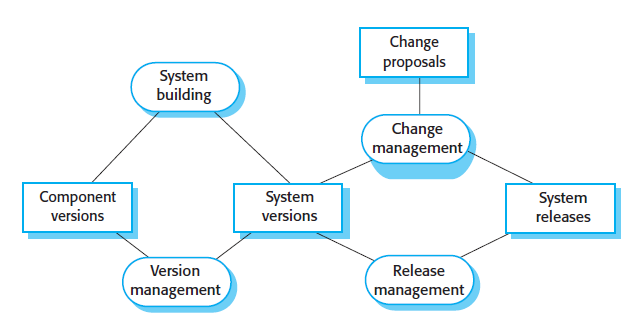 Change
proposals
System
building
Change
management
Component
versions
System
versions
System
releases
Version
management
Release
management